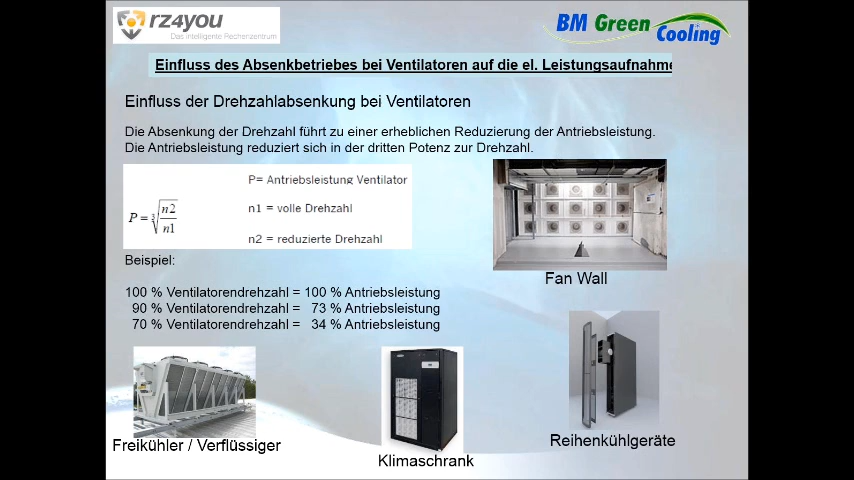 rz4you
Das intelligente Rechenzentrum
BM Green Cooling
Einfluss des Absenkbetriebes bei Ventilatoren auf die el. Leistungsaufnahme
Einfluss der Drehzahlabsenkung bei Ventilatoren
Die Absenkung der Drehzahl führt zu einer erheblichen Reduzierung der Antriebsleistung.
Die Antriebsleistung reduziert sich in der dritten Potenz zur Drehzahl.
P= Antriebsleistung Ventilator
P = ∛(n2/n1)
n1 = volle Drehzahl
n2 = reduzierte Drehzahl
Beispiel:
100 % Ventilatorendrehzahl = 100 % Antriebsleistung
90 % Ventilatorendrehzahl = 73 % Antriebsleistung
70 % Ventilatorendrehzahl = 34 % Antriebsleistung
Fan Wall
Freikühler / Verflüssiger
Klimaschrank
Reihenkühlgeräte